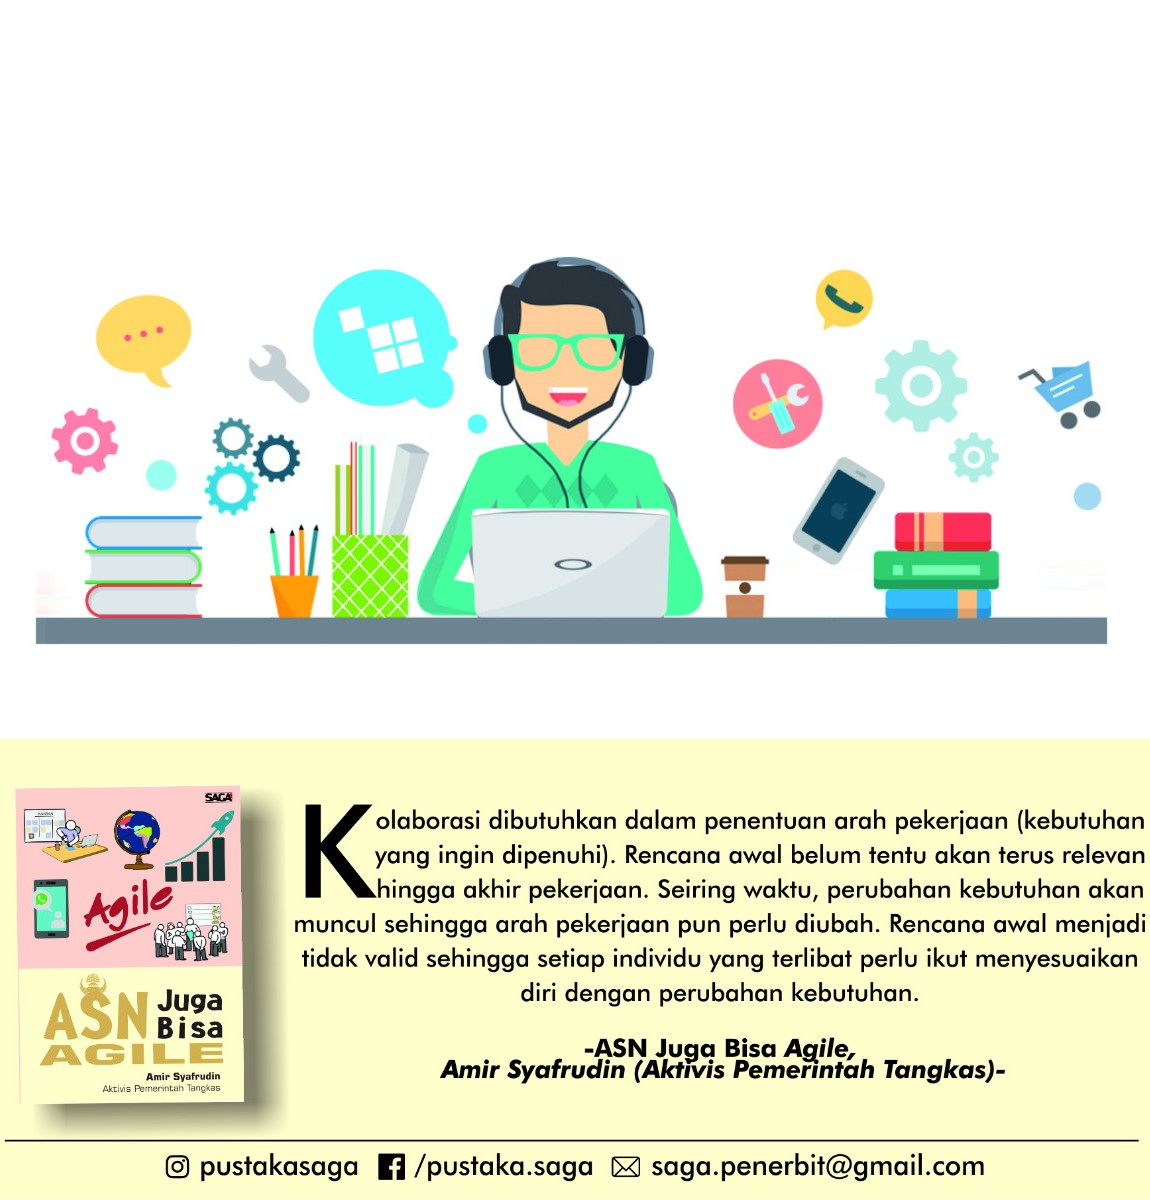 SAGA
Agile
ASN Juga
Bisa
AGILE
Amir Syafrudin
Aktivis Pemerintah Tangkas
Kolaborasi dibutuhkan dalam penentuan arah pekerjaan (kebutuhan
yang ingin dipenuhi). Rencana awal belum tentu akan terus relevan
hingga akhir pekerjaan. Seiring waktu, perubahan kebutuhan akan
muncul sehingga arah pekerjaan pun perlu diubah. Rencana awal menjadi
tidak valid sehingga setiap individu yang terlibat perlu ikut menyesuaikan
diri dengan perubahan kebutuhan.
-ASN Juga Bisa Agile,
Amir Syafrudin (Aktivis Pemerintah Tangkas)-
pustakasaga /pustaka.saga saga.penerbit@gmail.com